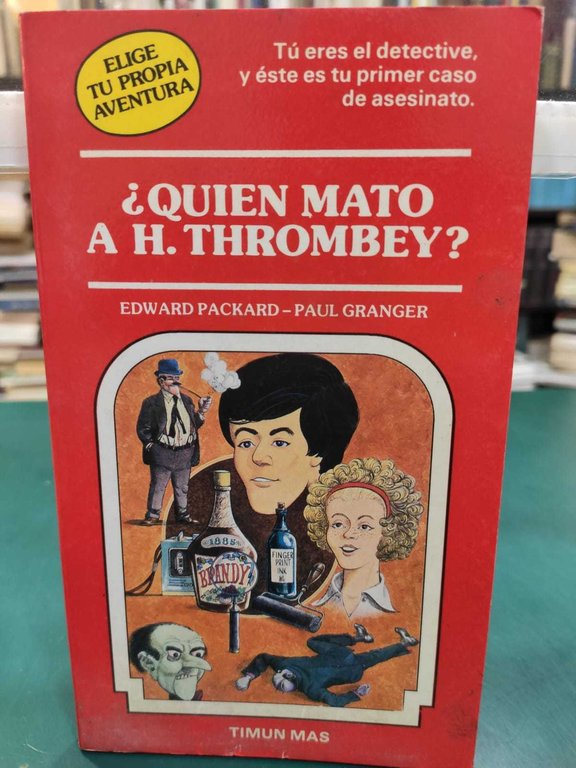 ELIGE
TU PROPIA
AVENTURA
Tú eres el detective,
y éste es tu primer caso
de asesinato.
¿QUIEN MATO
A H. THROMBEY?
EDWARD PACKARD – PAUL GRANGER
1885
BRANDY
FINGER
PRINT
INK
TIMUN MAS